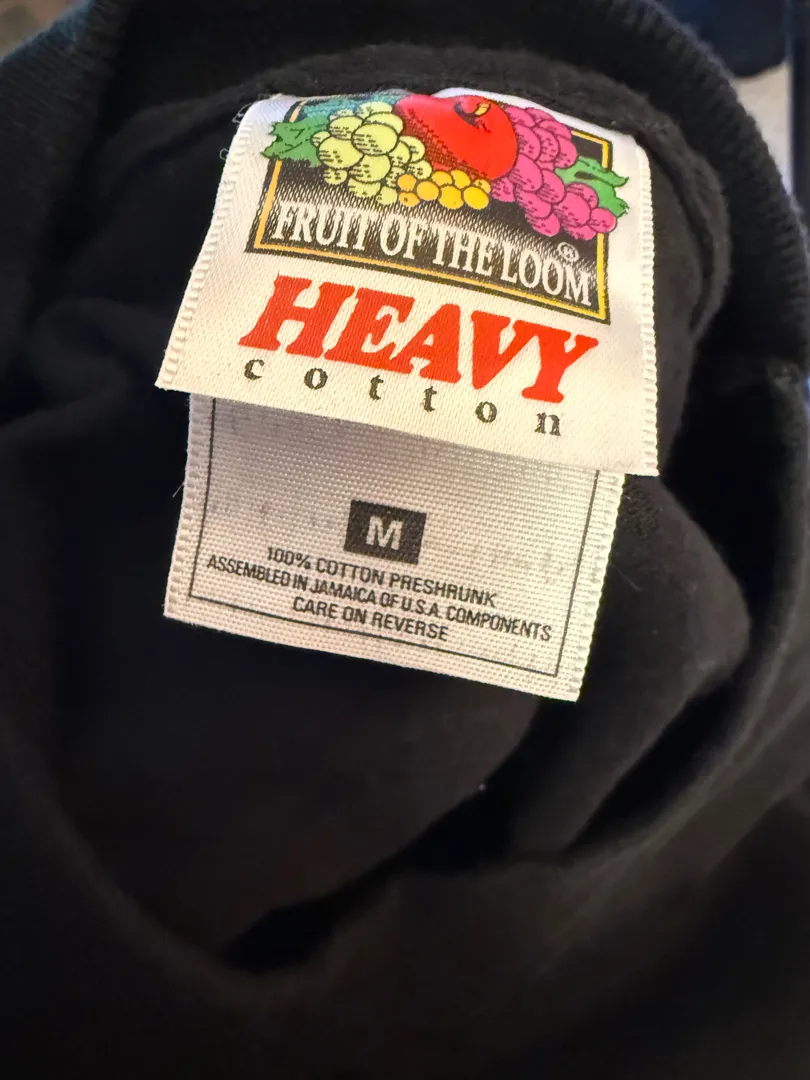 FRUIT OF THE LOOM®
HEAVY
cotton
M
100% COTTON PRESHRUNK
ASSEMBLED IN JAMAICA OF U.S.A. COMPONENTS
CARE ON REVERSE